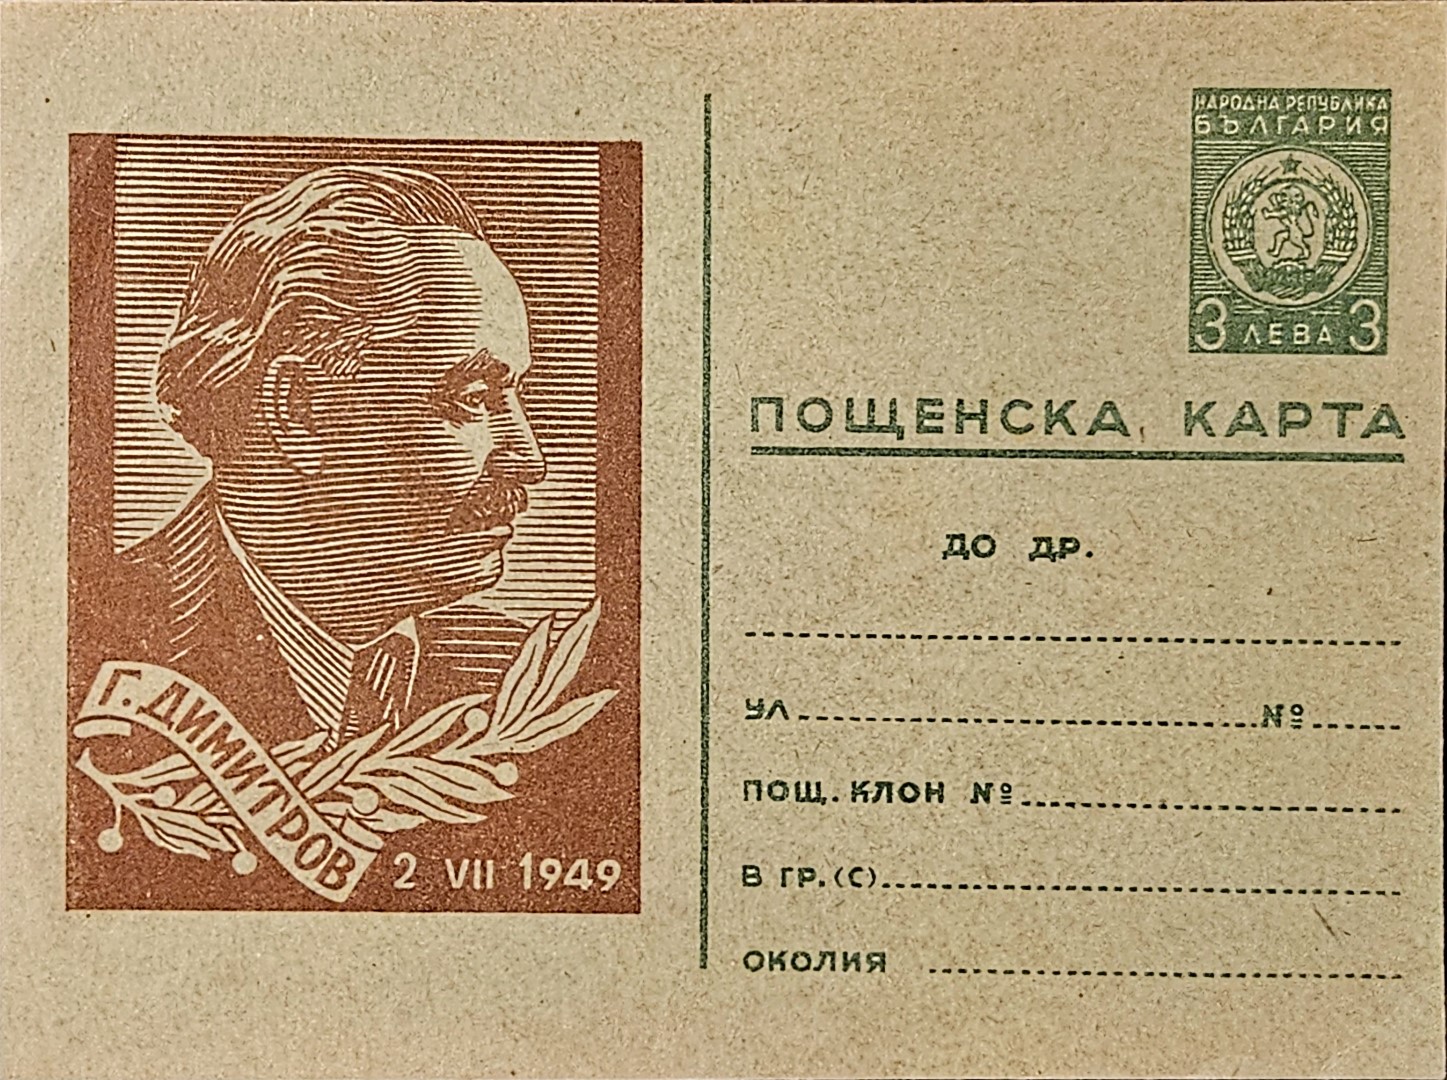 Г. ДИМИТРОВ
2 VII 1949
НАРОДНА РЕПУБЛИКА
БЪЛГАРИЯ
3 ЛЕВА 3
ПОЩЕНСКА КАРТА
ДО ДР.
УЛ. № 
ПОЩ. КЛОН №
В ГР. (С)
ОКОЛИЯ